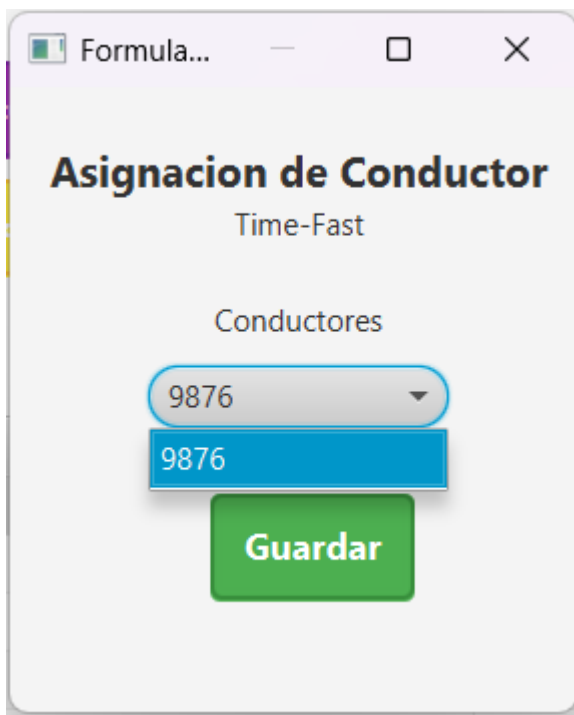 Formula...
Asignacion de Conductor
Time-Fast
Conductores
9876
9876
Guardar